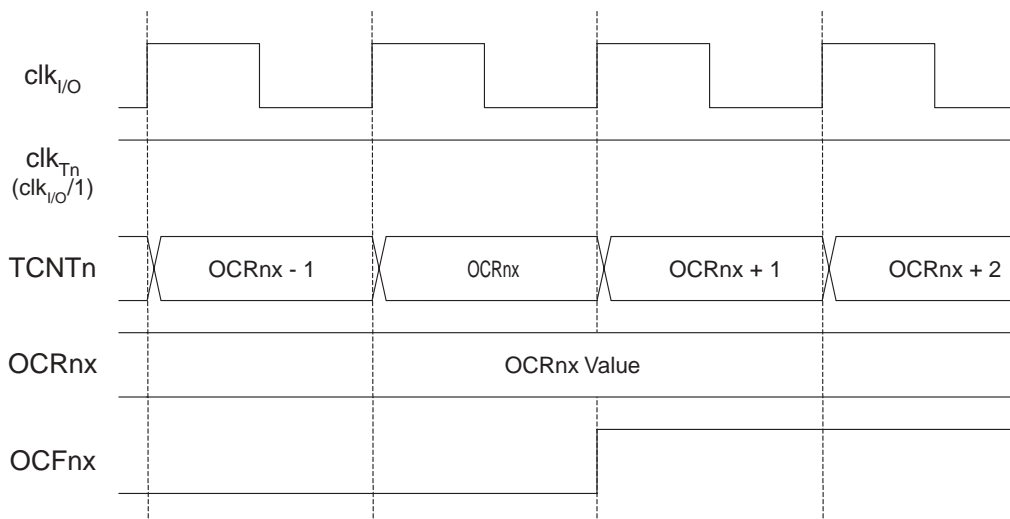 clkI/O
clkTn
(clkI/O/1)
TCNTn OCRnx - 1 OCRnx OCRnx + 1 OCRnx + 2
OCRnx OCRnx Value
OCFnx